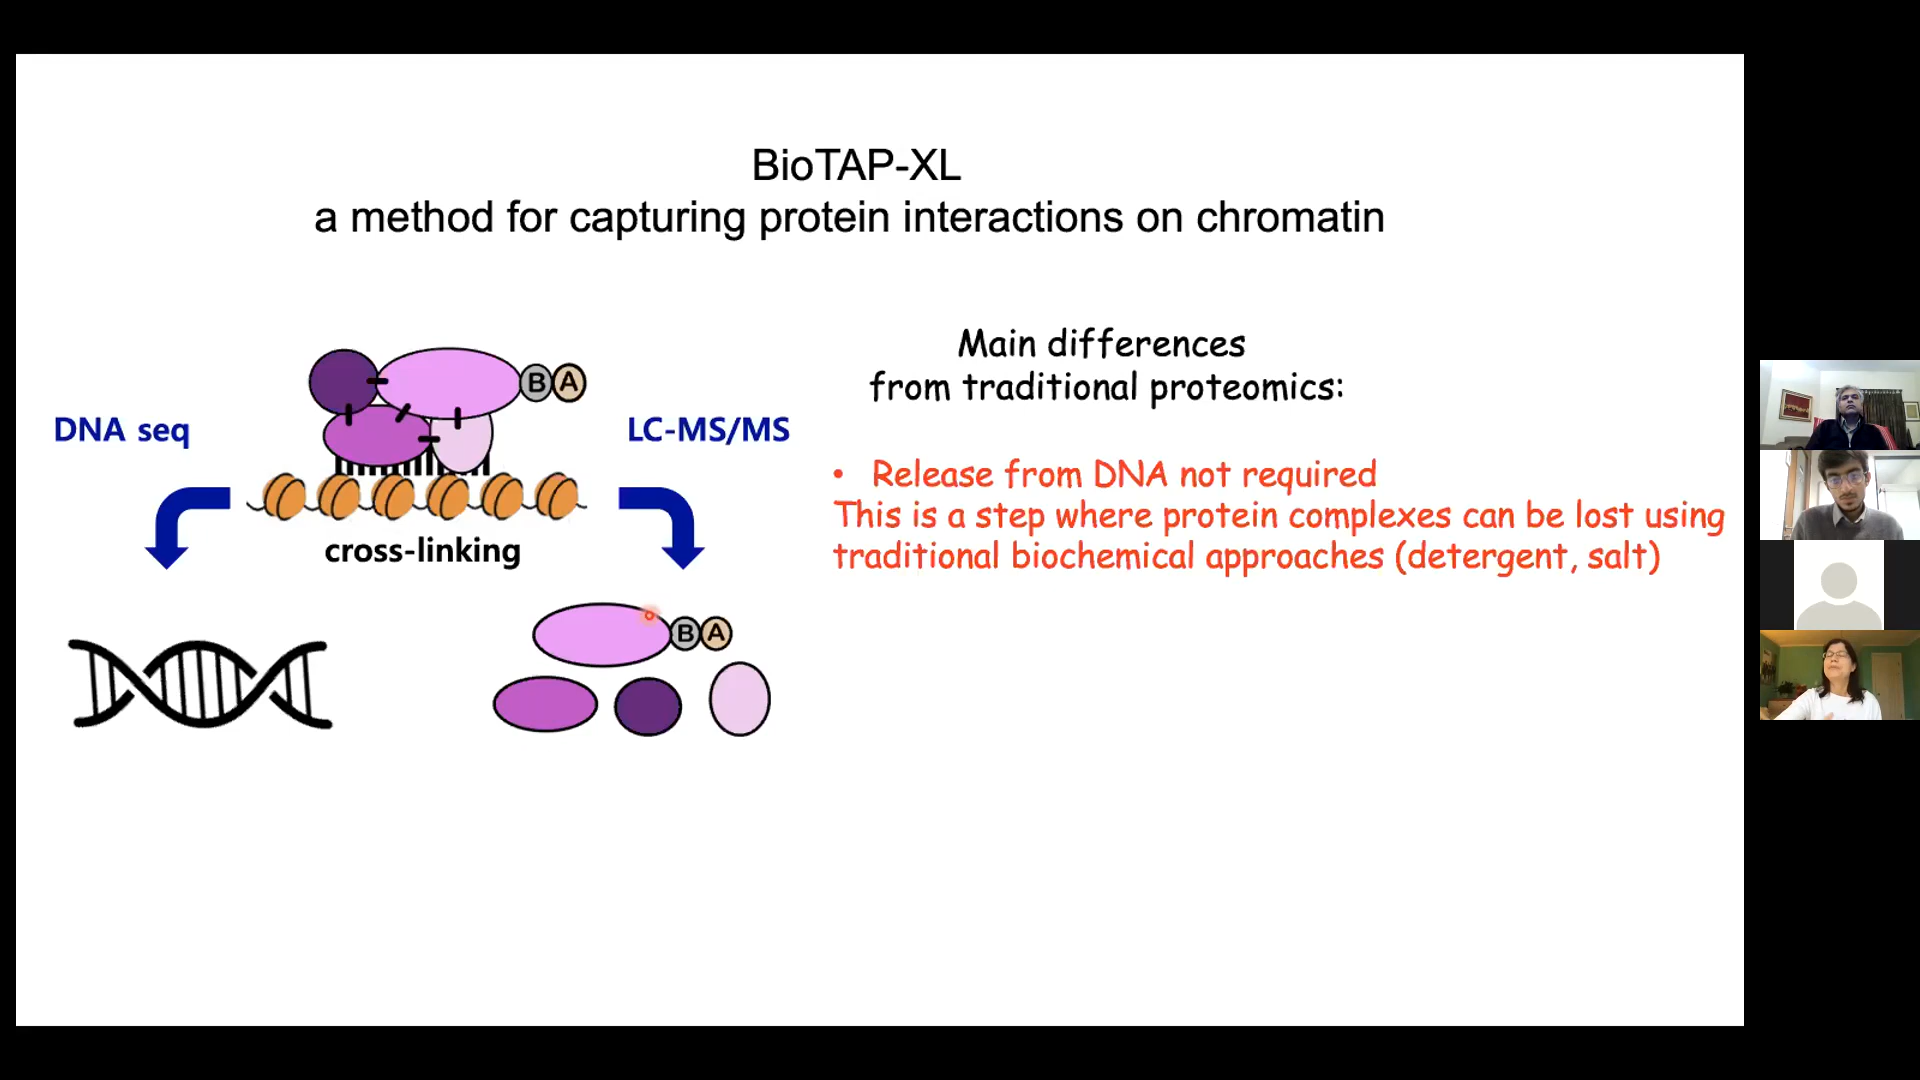 BioTAP-XL
a method for capturing protein interactions on chromatin
Main differences
from traditional proteomics:
DNA seq
B A
LC-MS/MS
• Release from DNA not required
This is a step where protein complexes can be lost using
traditional biochemical approaches (detergent, salt)
cross-linking
B A